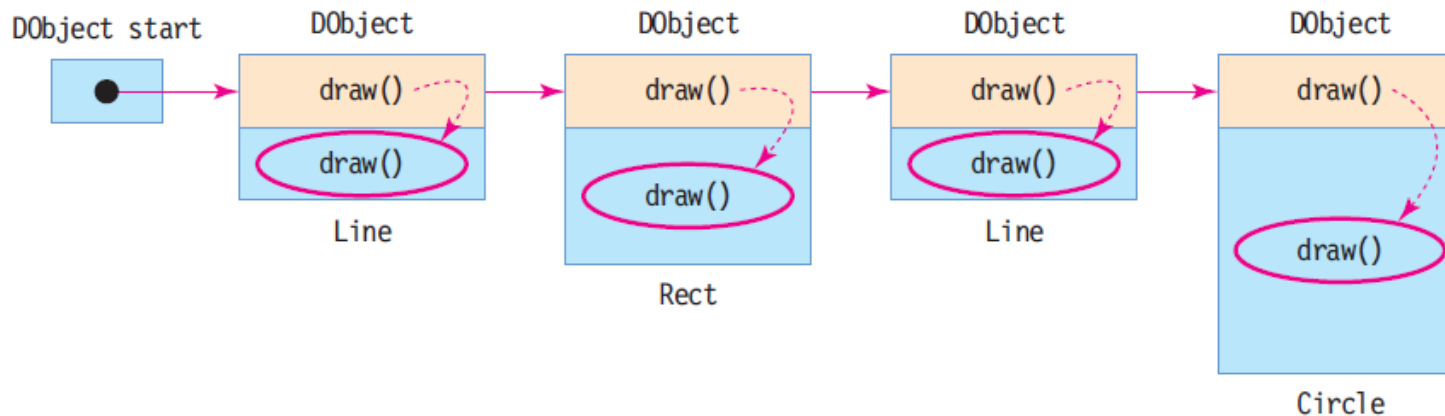 DObject start
DObject
DObject
DObject
DObject
draw()
draw()
draw()
draw()
draw()
draw()
draw()
draw()
Line
Rect
Line
Circle